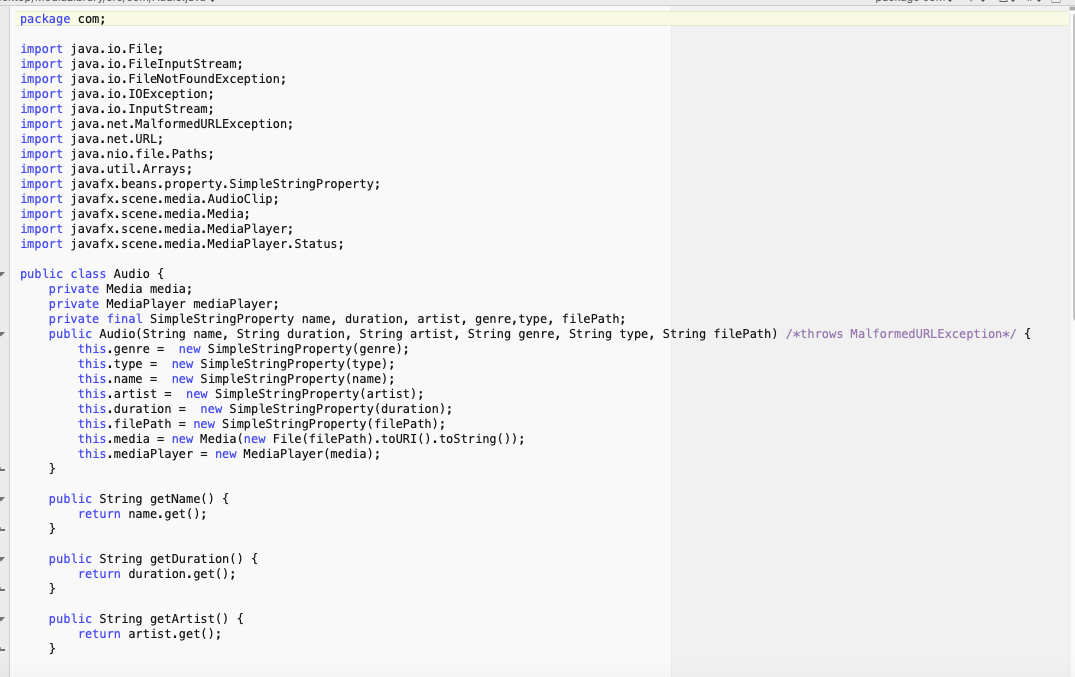 package com;
import java.io.File;
import java.io.FileInputStream;
import java.io.FileNotFoundException;
import java.io.IOException;
import java.io.InputStream;
import java.net.MalformedURLException;
import java.net.URL;
import java.nio.file.Paths;
import java.util.Arrays;
import javafx.beans.property.SimpleStringProperty;
import javafx.scene.media.AudioClip;
import javafx.scene.media.Media;
import javafx.scene.media.MediaPlayer;
import javafx.scene.media.MediaPlayer.Status;
public class Audio {
    private Media media;
    private MediaPlayer mediaPlayer;
    private final SimpleStringProperty name, duration, artist, genre,type, filePath;
    public Audio(String name, String duration, String artist, String genre, String type, String filePath) /*throws MalformedURLException*/ {
        this.genre =  new SimpleStringProperty(genre);
        this.type =  new SimpleStringProperty(type);
        this.name =  new SimpleStringProperty(name);
        this.artist =  new SimpleStringProperty(artist);
        this.duration =  new SimpleStringProperty(duration);
        this.filePath = new SimpleStringProperty(filePath);
        this.media = new Media(new File(filePath).toURI().toString());
        this.mediaPlayer = new MediaPlayer(media);
    }
    public String getName() {
        return name.get();
    }
    public String getDuration() {
        return duration.get();
    }
    public String getArtist() {
        return artist.get();
    }